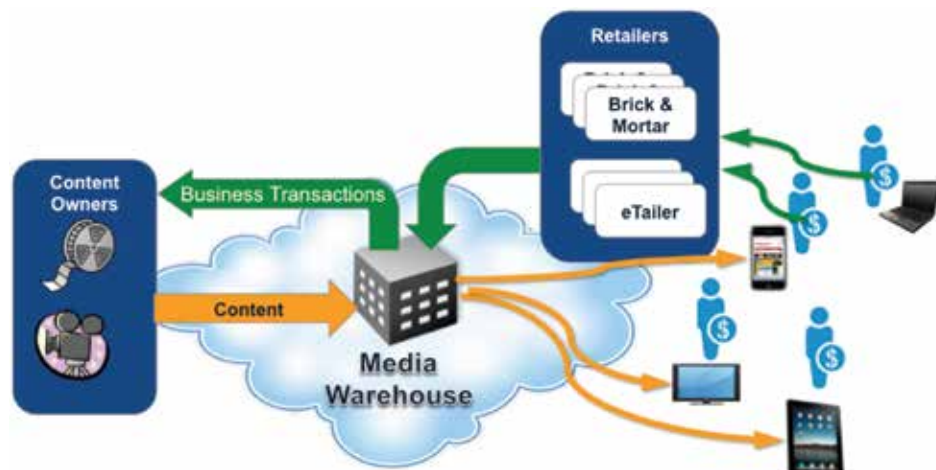 Retailers
Brick &
Mortar
eTailer
Content
Owners
Business Transactions
Content
Media
Warehouse
$
$
$
$